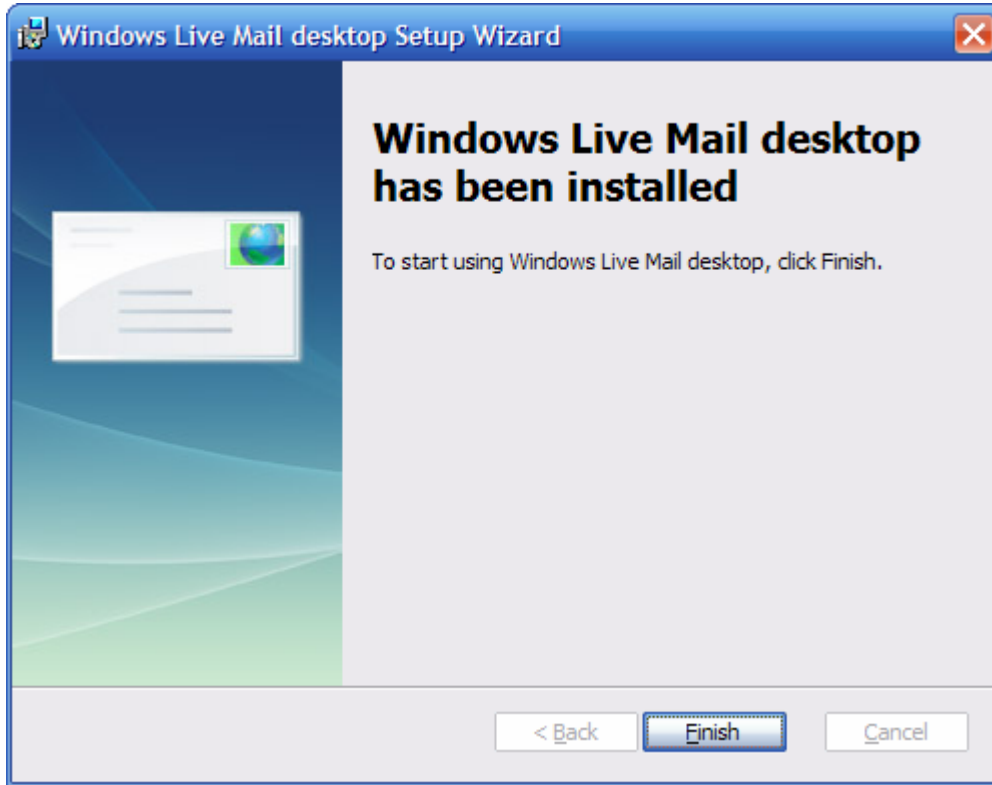 Windows Live Mail desktop Setup Wizard
Windows Live Mail desktop
has been installed
To start using Windows Live Mail desktop, click Finish.
< Back
Finish
Cancel